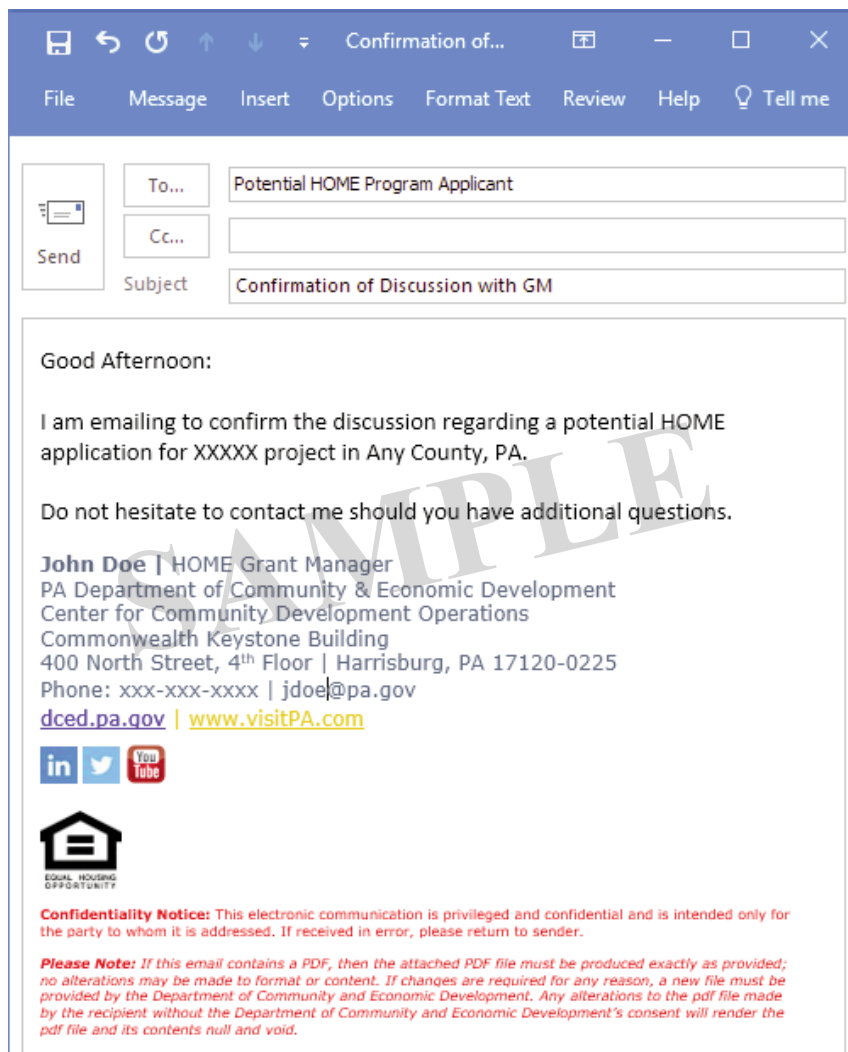 Confirmation of...
File Message Insert Options Format Text Review Help Tell me
To... Potential HOME Program Applicant
Cc...
Send
Subject Confirmation of Discussion with GM
Good Afternoon:
I am emailing to confirm the discussion regarding a potential HOME
application for XXXXX project in Any County, PA.
Do not hesitate to contact me should you have additional questions.
SAMPLE
John Doe | HOME Grant Manager
PA Department of Community & Economic Development
Center for Community Development Operations
Commonwealth Keystone Building
400 North Street, 4th Floor | Harrisburg, PA 17120-0225
Phone: xxx-xxx-xxxx | jdoe@pa.gov
dced.pa.gov | www.visitPA.com
in You Tube
EQUAL HOUSING
OPPORTUNITY
Confidentiality Notice: This electronic communication is privileged and confidential and is intended only for
the party to whom it is addressed. If received in error, please return to sender.
Please Note: If this email contains a PDF, then the attached PDF file must be produced exactly as provided;
no alterations may be made to format or content. If changes are required for any reason, a new file must be
provided by the Department of Community and Economic Development. Any alterations to the pdf file made
by the recipient without the Department of Community and Economic Development's consent will render the
pdf file and its contents null and void.